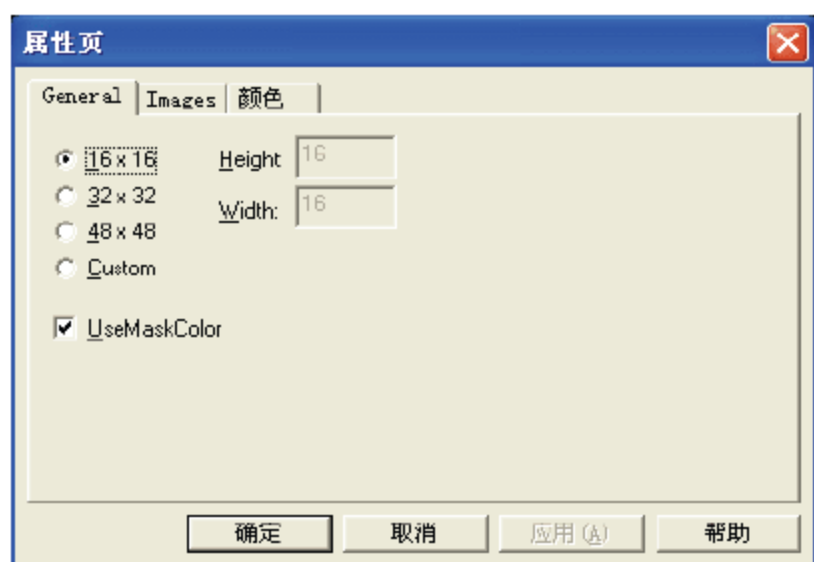 属性页
General Images 颜色
16 x 16 Height 16
32 x 32
Width: 16
48 x 48
Custom
UseMaskColor
确定 取消 应用(A) 帮助